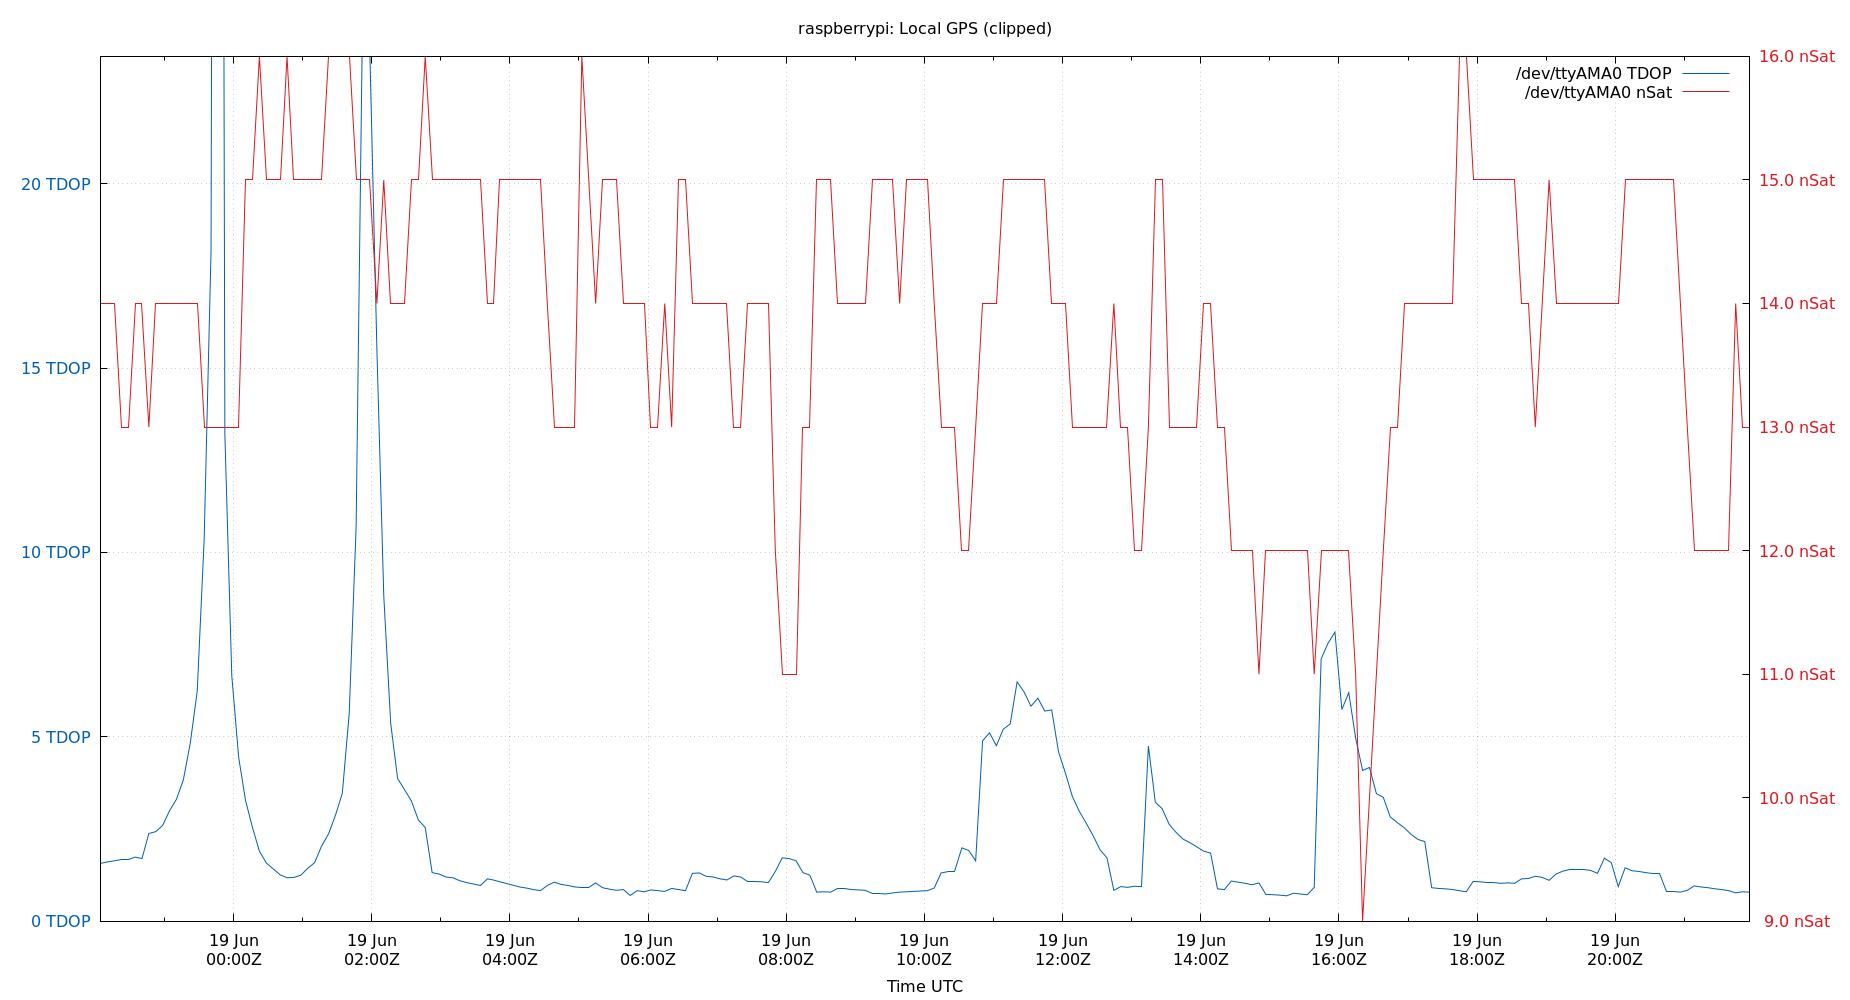 raspberrypi: Local GPS (clipped)
/dev/ttyAMA0 TDOP
/dev/ttyAMA0 nSat
20 TDOP
15 TDOP
10 TDOP
5 TDOP
0 TDOP
16.0 nSat
15.0 nSat
14.0 nSat
13.0 nSat
12.0 nSat
11.0 nSat
10.0 nSat
9.0 nSat
19 Jun 19 Jun 19 Jun 19 Jun 19 Jun 19 Jun 19 Jun 19 Jun 19 Jun 19 Jun 19 Jun
00:00Z 02:00Z 04:00Z 06:00Z 08:00Z 10:00Z 12:00Z 14:00Z 16:00Z 18:00Z 20:00Z
Time UTC